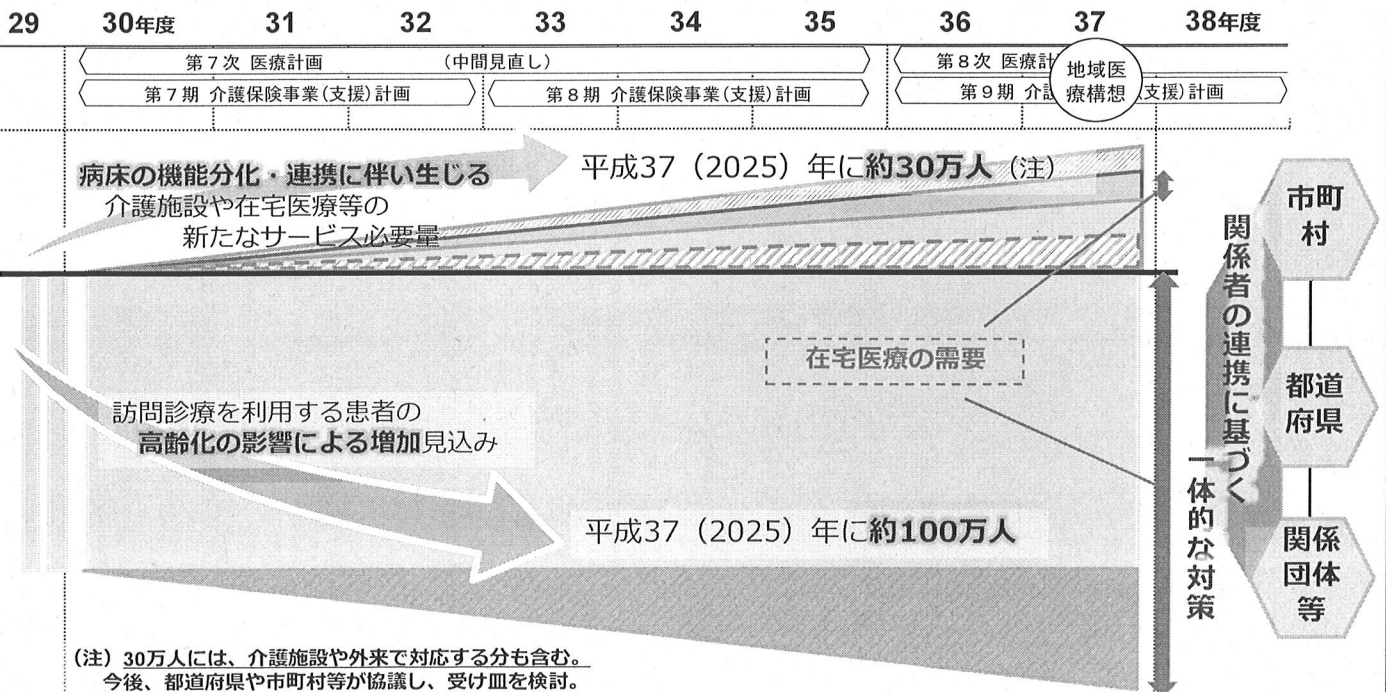 29 30年度 31 32 33 34 35 36 37 38年度
第7次 医療計画 (中間見直し) 第8次 医療計
地域医
療構想
第7期 介護保険事業(支援)計画 第8期 介護保険事業(支援)計画 第9期 介護 支援)計画
病床の機能分化・連携に伴い生じる
介護施設や在宅医療等の
新たなサービス必要量
平成37（2025）年に約30万人（注）
在宅医療の需要
訪問診療を利用する患者の
高齢化の影響による増加見込み
平成37（2025）年に約100万人
関係者の連携に基づく
一体的な対策
市町
村
都道
府県
関係
団体
等
（注）30万人には、介護施設や外来で対応する分も含む。
今後、都道府県や市町村等が協議し、受け皿を検討。